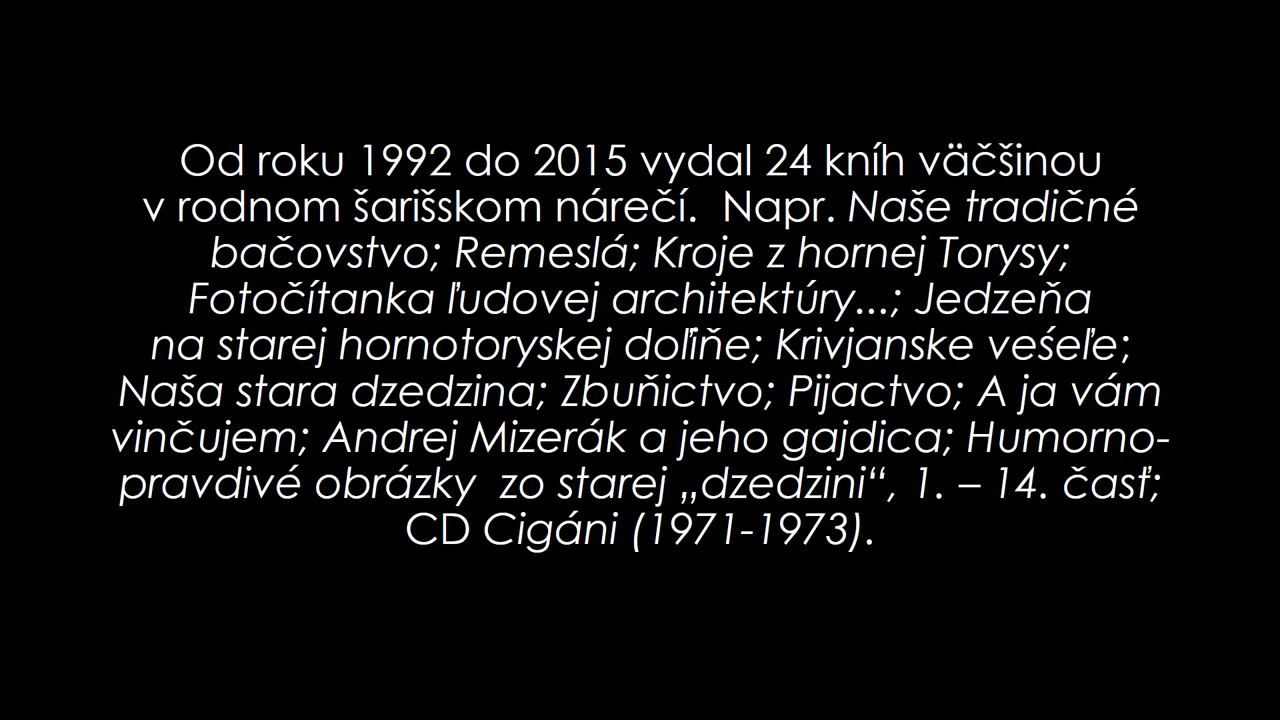 Od roku 1992 do 2015 vydal 24 kníh väčšinou
v rodnom šarišskom nárečí.  Napr. Naše tradičné
bačovstvo; Remeslá; Kroje z hornej Torysy;
Fotočítanka ľudovej architektúry...; Jedzeňa
na starej hornotoryskej doľiňe; Krivjanske veśeľe;
Naša stara dzedzina; Zbuňictvo; Pijactvo; A ja vám
vinčujem; Andrej Mizerák a jeho gajdica; Humorno-
pravdivé obrázky  zo starej „dzedzini“, 1. – 14. časť;
CD Cigáni (1971-1973).